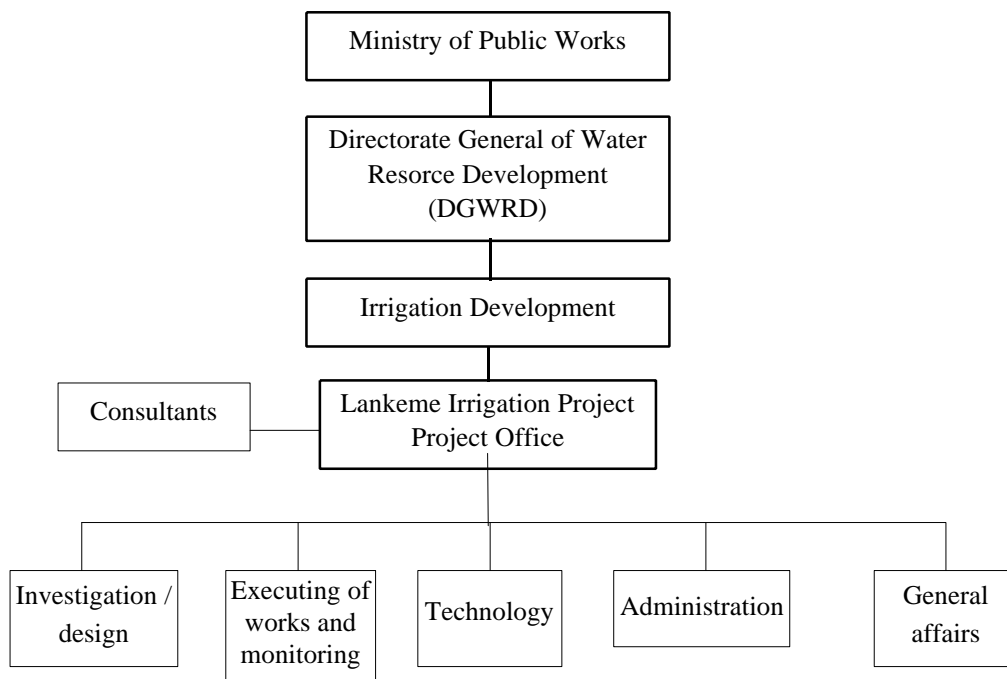 Ministry of Public Works
Directorate General of Water
Resorce Development
(DGWRD)
Irrigation Development
Consultants
Lankeme Irrigation Project
Project Office
Investigation /
design
Executing of
works and
monitoring
Technology
Administration
General
affairs